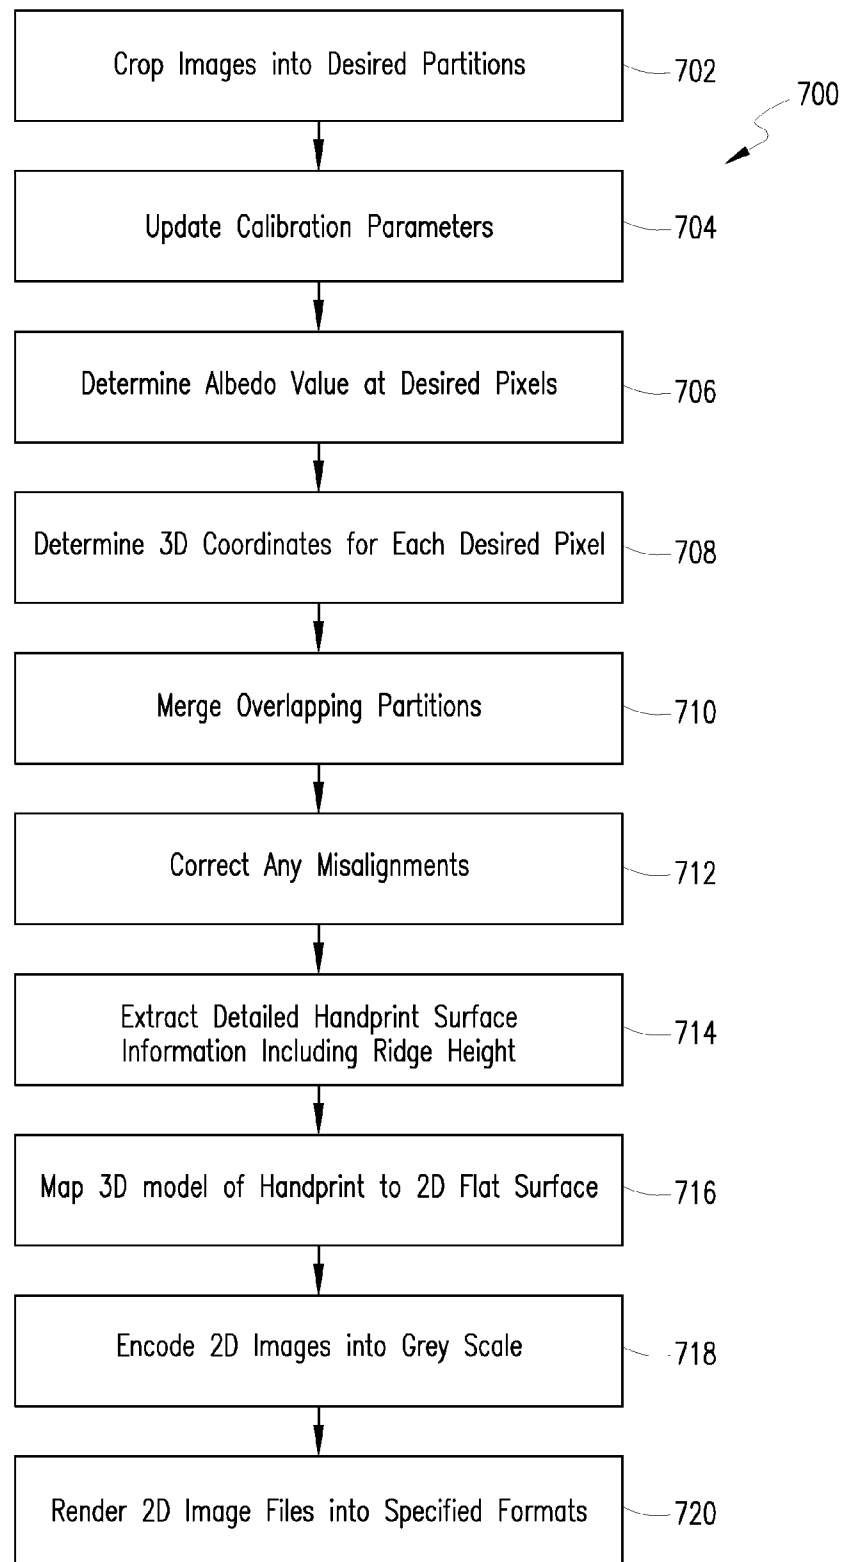 Crop Images into Desired Partitions
702
700
Update Calibration Parameters
704
Determine Albedo Value at Desired Pixels
706
Determine 3D Coordinates for Each Desired Pixel
708
Merge Overlapping Partitions
710
Correct Any Misalignments
712
Extract Detailed Handprint Surface
Information Including Ridge Height
714
Map 3D model of Handprint to 2D Flat Surface
716
Encode 2D Images into Grey Scale
718
Render 2D Image Files into Specified Formats
720